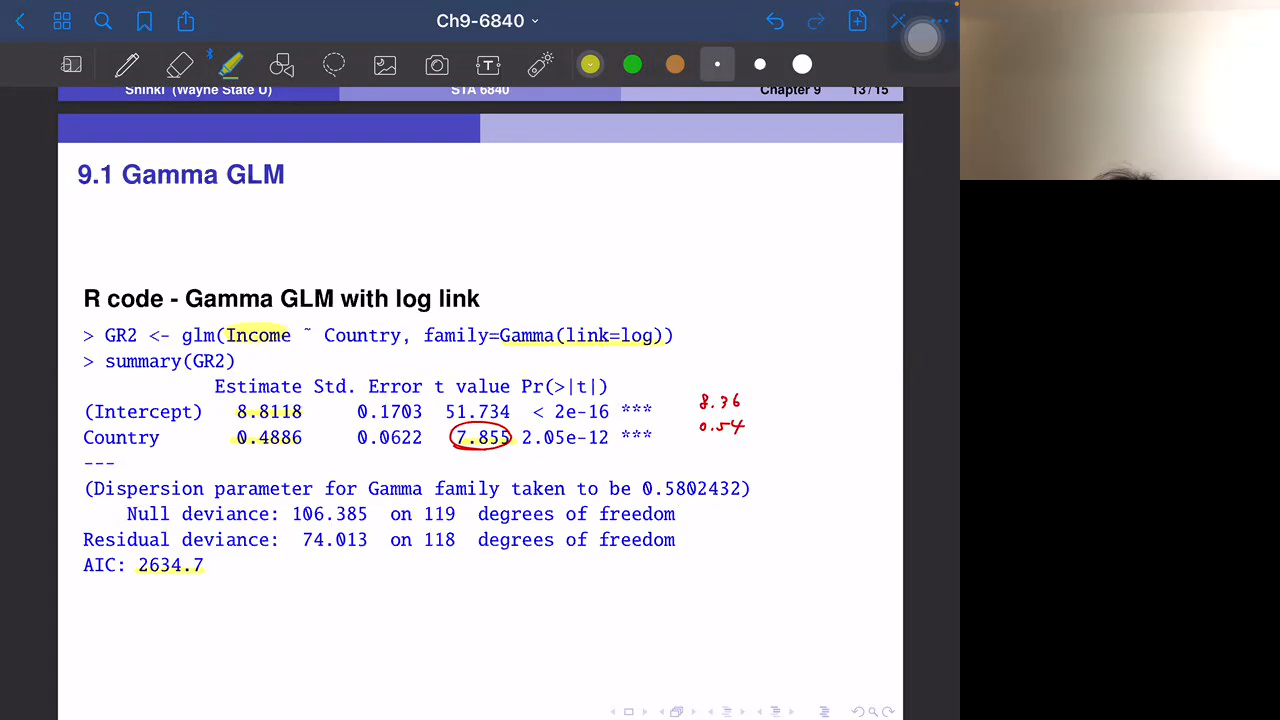 Ch9-6840
T
Shinki (Wayne State U) STA 6840 Chapter 9 13 / 15
9.1 Gamma GLM
R code - Gamma GLM with log link
> GR2 <- glm(Income ~ Country, family=Gamma(link=log))
> summary(GR2)
Estimate Std. Error t value Pr(>|t|)
(Intercept) 8.8118 0.1703 51.734 < 2e-16 *** 8.36
Country 0.4886 0.0622 7.855 2.05e-12 *** 0.54
---
(Dispersion parameter for Gamma family taken to be 0.5802432)
Null deviance: 106.385 on 119 degrees of freedom
Residual deviance: 74.013 on 118 degrees of freedom
AIC: 2634.7